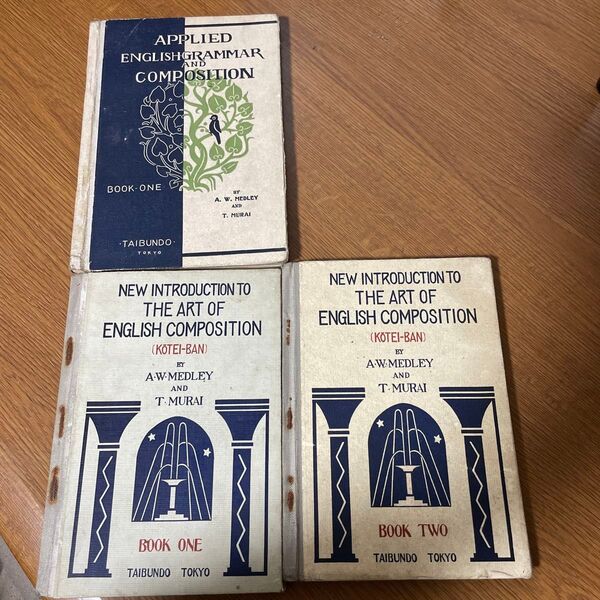 APPLIED
ENGLISH GRAMMAR
AND
COMPOSITION
BOOK·ONE
BY
A. W. MEDLEY
AND
T. MURAI
·TAIBUNDO·
TOKYO
NEW INTRODUCTION TO
THE ART OF
ENGLISH COMPOSITION
(KŌTEI-BAN)
BY
A·W·MEDLEY
AND
T·MURAI
BOOK ONE
TAIBUNDO TOKYO
NEW INTRODUCTION TO
THE ART OF
ENGLISH COMPOSITION
(KŌTEI-BAN)
BY
A·W·MEDLEY
AND
T·MURAI
BOOK TWO
TAIBUNDO TOKYO